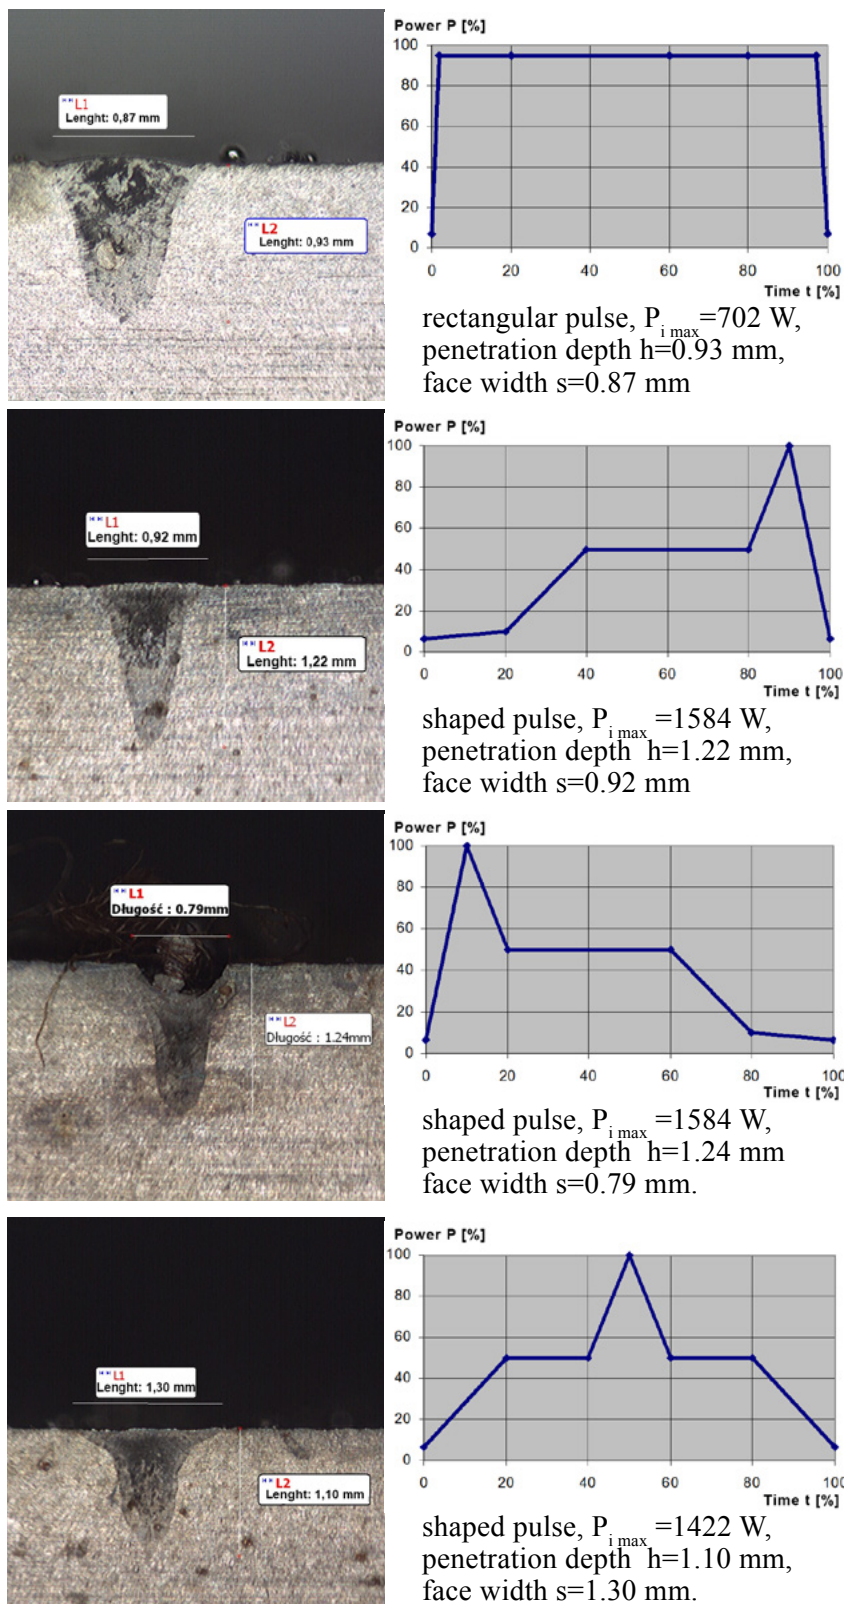 L1
Lenght: 0,87 mm
L2
Lenght: 0,93 mm
Power P [%]
100
80
60
40
20
0
0 20 40 60 80 100
Time t [%]
rectangular pulse, P i max=702 W,
penetration depth h=0.93 mm,
face width s=0.87 mm
L1
Lenght: 0,92 mm
L2
Lenght: 1,22 mm
Power P [%]
100
80
60
40
20
0
0 20 40 60 80 100
Time t [%]
shaped pulse, P i max =1584 W,
penetration depth h=1.22 mm,
face width s=0.92 mm
L1
Długość : 0.79mm
L2
Długość : 1.24mm
Power P [%]
100
80
60
40
20
0
0 20 40 60 80 100
Time t [%]
shaped pulse, P i max =1584 W,
penetration depth h=1.24 mm
face width s=0.79 mm.
L1
Lenght: 1,30 mm
L2
Lenght: 1,10 mm
Power P [%]
100
80
60
40
20
0
0 20 40 60 80 100
Time t [%]
shaped pulse, P i max =1422 W,
penetration depth h=1.10 mm,
face width s=1.30 mm.